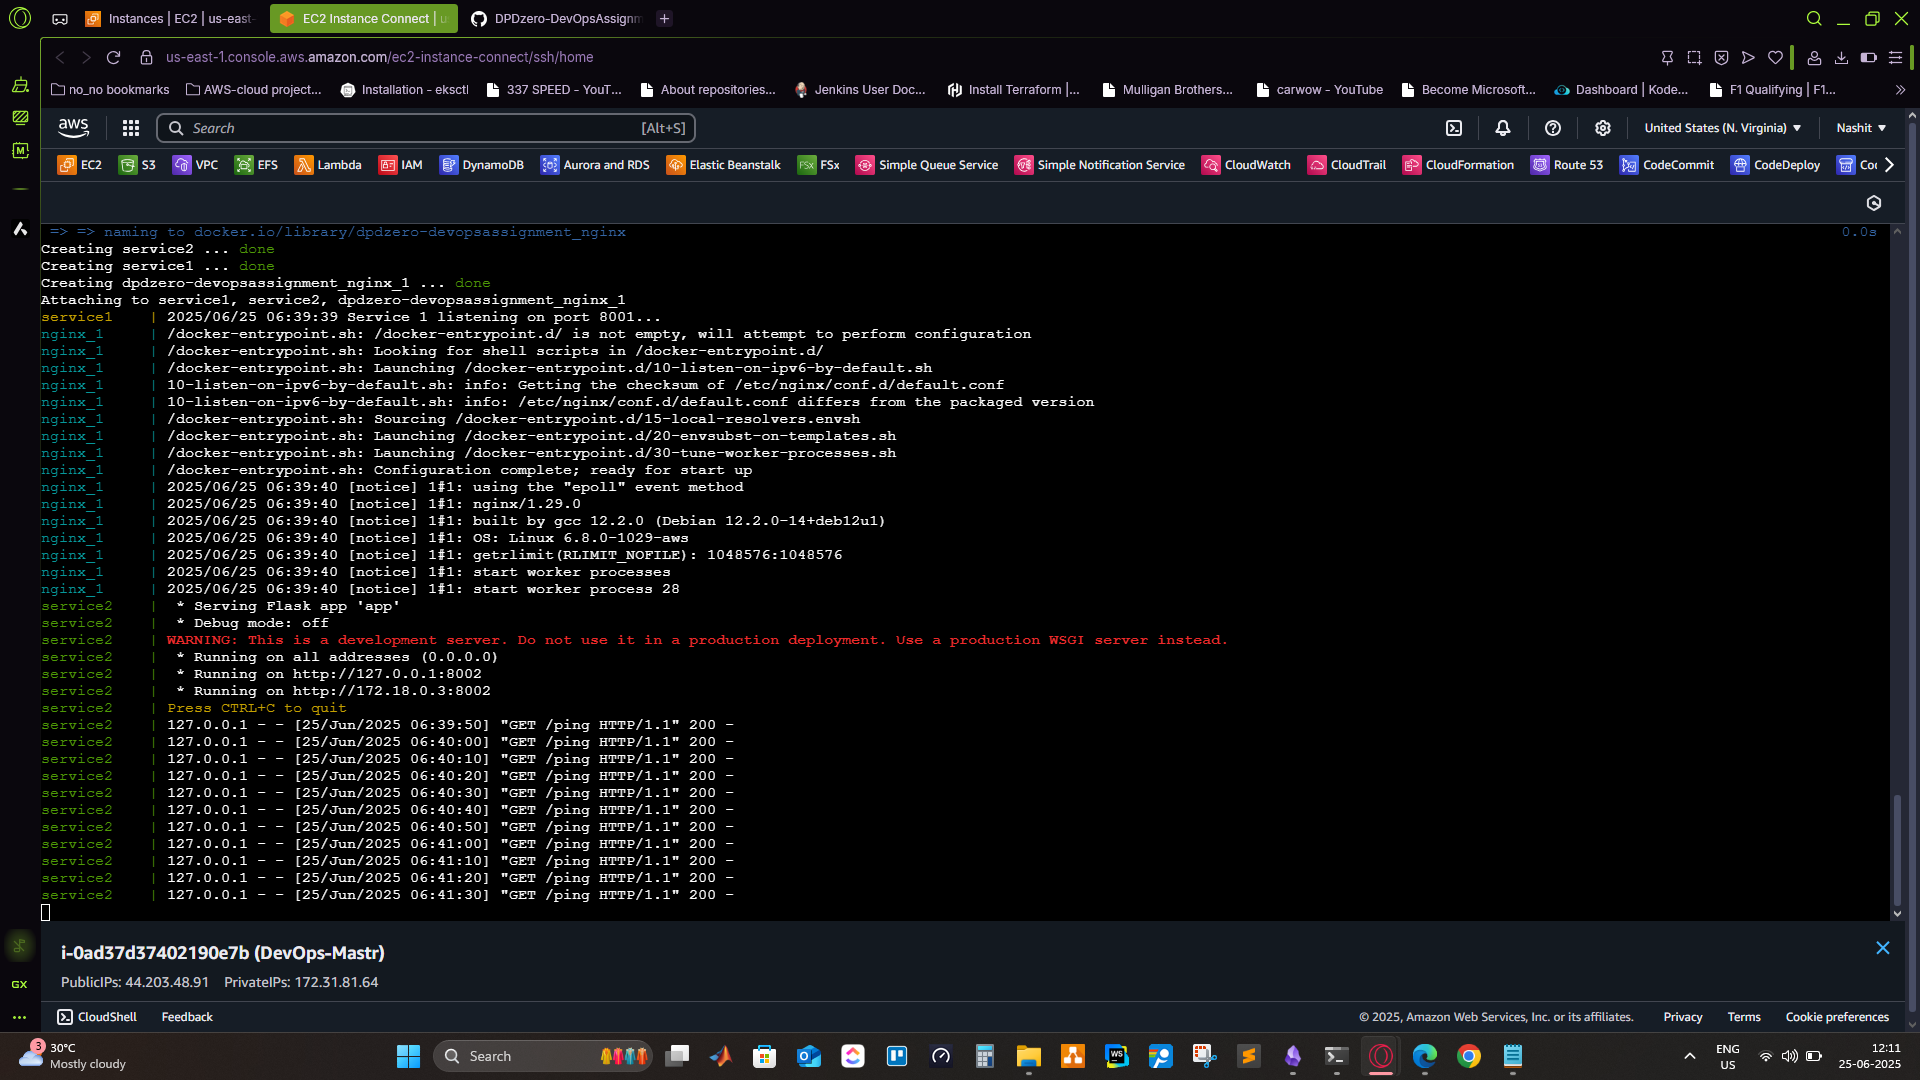 Instances | EC2 | us-east-
EC2 Instance Connect | u
DPDzero-DevOpsAssignm
us-east-1.console.aws.amazon.com/ec2-instance-connect/ssh/home
no_no bookmarks
AWS-cloud project...
Installation - eksctl
337 SPEED - YouT...
About repositories...
Jenkins User Doc...
Install Terraform |...
Mulligan Brothers...
carwow - YouTube
Become Microsoft...
Dashboard | Kode...
F1 Qualifying | F1...
aws
Search
[Alt+S]
United States (N. Virginia)
Nashit
EC2
S3
VPC
EFS
Lambda
IAM
DynamoDB
Aurora and RDS
Elastic Beanstalk
FSx
Simple Queue Service
Simple Notification Service
CloudWatch
CloudTrail
CloudFormation
Route 53
CodeCommit
CodeDeploy
=> => naming to docker.io/library/dpdzero-devopsassignment_nginx 0.0s
Creating service2 ... done
Creating service1 ... done
Creating dpdzero-devopsassignment_nginx_1 ... done
Attaching to service1, service2, dpdzero-devopsassignment_nginx_1
service1 | 2025/06/25 06:39:39 Service 1 listening on port 8001...
nginx_1 | /docker-entrypoint.sh: /docker-entrypoint.d/ is not empty, will attempt to perform configuration
nginx_1 | /docker-entrypoint.sh: Looking for shell scripts in /docker-entrypoint.d/
nginx_1 | /docker-entrypoint.sh: Launching /docker-entrypoint.d/10-listen-on-ipv6-by-default.sh
nginx_1 | 10-listen-on-ipv6-by-default.sh: info: Getting the checksum of /etc/nginx/conf.d/default.conf
nginx_1 | 10-listen-on-ipv6-by-default.sh: info: /etc/nginx/conf.d/default.conf differs from the packaged version
nginx_1 | /docker-entrypoint.sh: Sourcing /docker-entrypoint.d/15-local-resolvers.envsh
nginx_1 | /docker-entrypoint.sh: Launching /docker-entrypoint.d/20-envsubst-on-templates.sh
nginx_1 | /docker-entrypoint.sh: Launching /docker-entrypoint.d/30-tune-worker-processes.sh
nginx_1 | /docker-entrypoint.sh: Configuration complete; ready for start up
nginx_1 | 2025/06/25 06:39:40 [notice] 1#1: using the "epoll" event method
nginx_1 | 2025/06/25 06:39:40 [notice] 1#1: nginx/1.29.0
nginx_1 | 2025/06/25 06:39:40 [notice] 1#1: built by gcc 12.2.0 (Debian 12.2.0-14+deb12u1)
nginx_1 | 2025/06/25 06:39:40 [notice] 1#1: OS: Linux 6.8.0-1029-aws
nginx_1 | 2025/06/25 06:39:40 [notice] 1#1: getrlimit(RLIMIT_NOFILE): 1048576:1048576
nginx_1 | 2025/06/25 06:39:40 [notice] 1#1: start worker processes
nginx_1 | 2025/06/25 06:39:40 [notice] 1#1: start worker process 28
service2 | * Serving Flask app 'app'
service2 | * Debug mode: off
service2 | WARNING: This is a development server. Do not use it in a production deployment. Use a production WSGI server instead.
service2 | * Running on all addresses (0.0.0.0)
service2 | * Running on http://127.0.0.1:8002
service2 | * Running on http://172.18.0.3:8002
service2 | Press CTRL+C to quit
service2 | 127.0.0.1 - - [25/Jun/2025 06:39:50] "GET /ping HTTP/1.1" 200 -
service2 | 127.0.0.1 - - [25/Jun/2025 06:40:00] "GET /ping HTTP/1.1" 200 -
service2 | 127.0.0.1 - - [25/Jun/2025 06:40:10] "GET /ping HTTP/1.1" 200 -
service2 | 127.0.0.1 - - [25/Jun/2025 06:40:20] "GET /ping HTTP/1.1" 200 -
service2 | 127.0.0.1 - - [25/Jun/2025 06:40:30] "GET /ping HTTP/1.1" 200 -
service2 | 127.0.0.1 - - [25/Jun/2025 06:40:40] "GET /ping HTTP/1.1" 200 -
service2 | 127.0.0.1 - - [25/Jun/2025 06:40:50] "GET /ping HTTP/1.1" 200 -
service2 | 127.0.0.1 - - [25/Jun/2025 06:41:00] "GET /ping HTTP/1.1" 200 -
service2 | 127.0.0.1 - - [25/Jun/2025 06:41:10] "GET /ping HTTP/1.1" 200 -
service2 | 127.0.0.1 - - [25/Jun/2025 06:41:20] "GET /ping HTTP/1.1" 200 -
service2 | 127.0.0.1 - - [25/Jun/2025 06:41:30] "GET /ping HTTP/1.1" 200 -
i-0ad37d37402190e7b (DevOps-Mastr)
PublicIPs: 44.203.48.91 PrivateIPs: 172.31.81.64
GX
CloudShell
Feedback
© 2025, Amazon Web Services, Inc. or its affiliates.
Privacy
Terms
Cookie preferences
3
30°C
Mostly cloudy
Search
ENG
US
12:11
25-06-2025